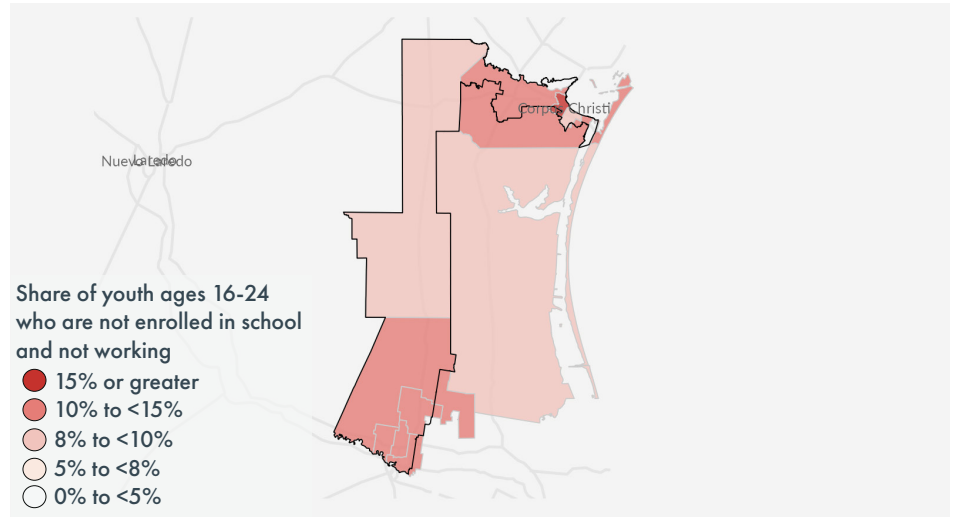 Corpus Christi
Nuevo Laredo
Laredo
Share of youth ages 16-24
who are not enrolled in school
and not working
15% or greater
10% to <15%
8% to <10%
5% to <8%
0% to <5%